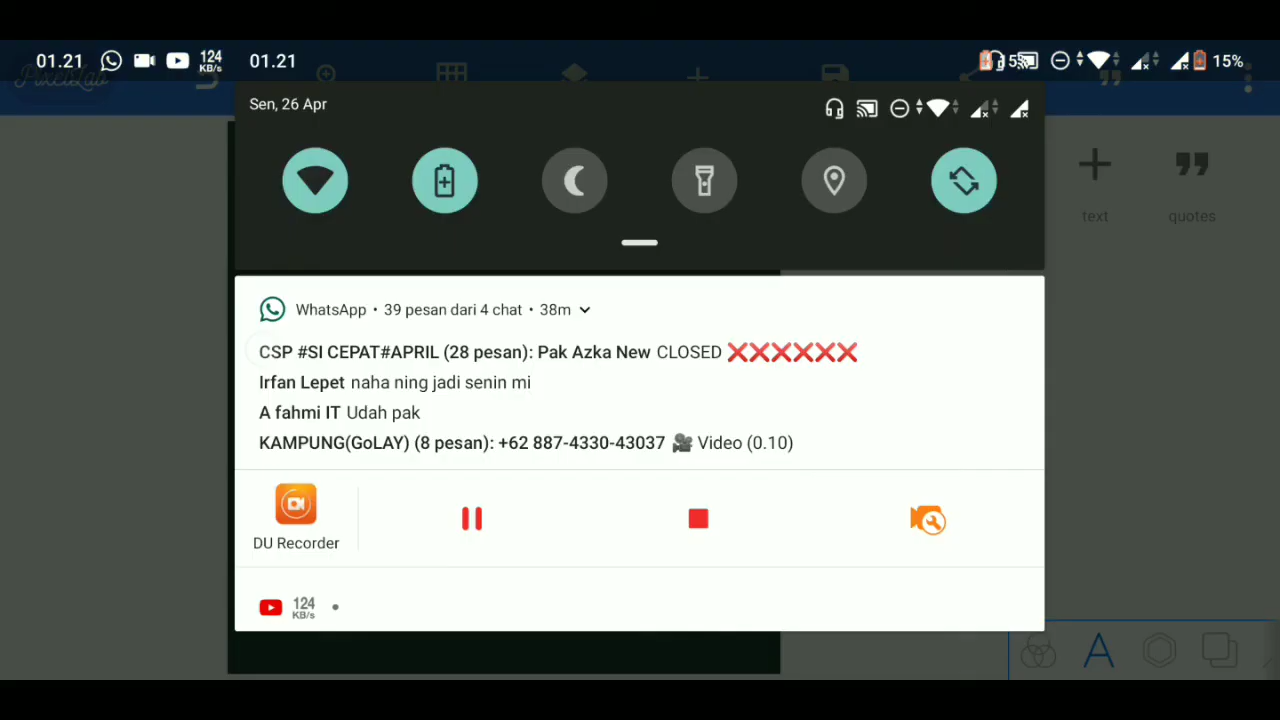 01.21
124
KB/s
01.21
15%
PixelLab
Sen, 26 Apr
text
quotes
WhatsApp • 39 pesan dari 4 chat • 38m
CSP #SI CEPAT#APRIL (28 pesan): Pak Azka New CLOSED ❌❌❌❌❌❌
Irfan Lepet naha ning jadi senin mi
A fahmi IT Udah pak
KAMPUNG(GoLAY) (8 pesan): +62 887-4330-43037 🎥 Video (0.10)
DU Recorder
124
KB/s
•
A